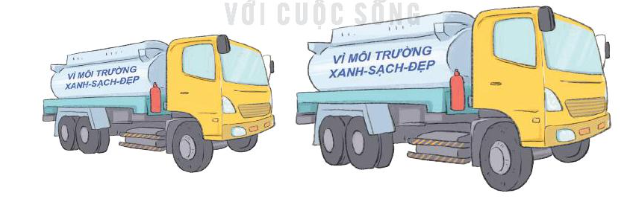 VỚI CUỘC SỐNG
VÌ MÔI TRƯỜNG
XANH-SẠCH-ĐẸP
VÌ MÔI TRƯỜNG
XANH-SẠCH-ĐẸP